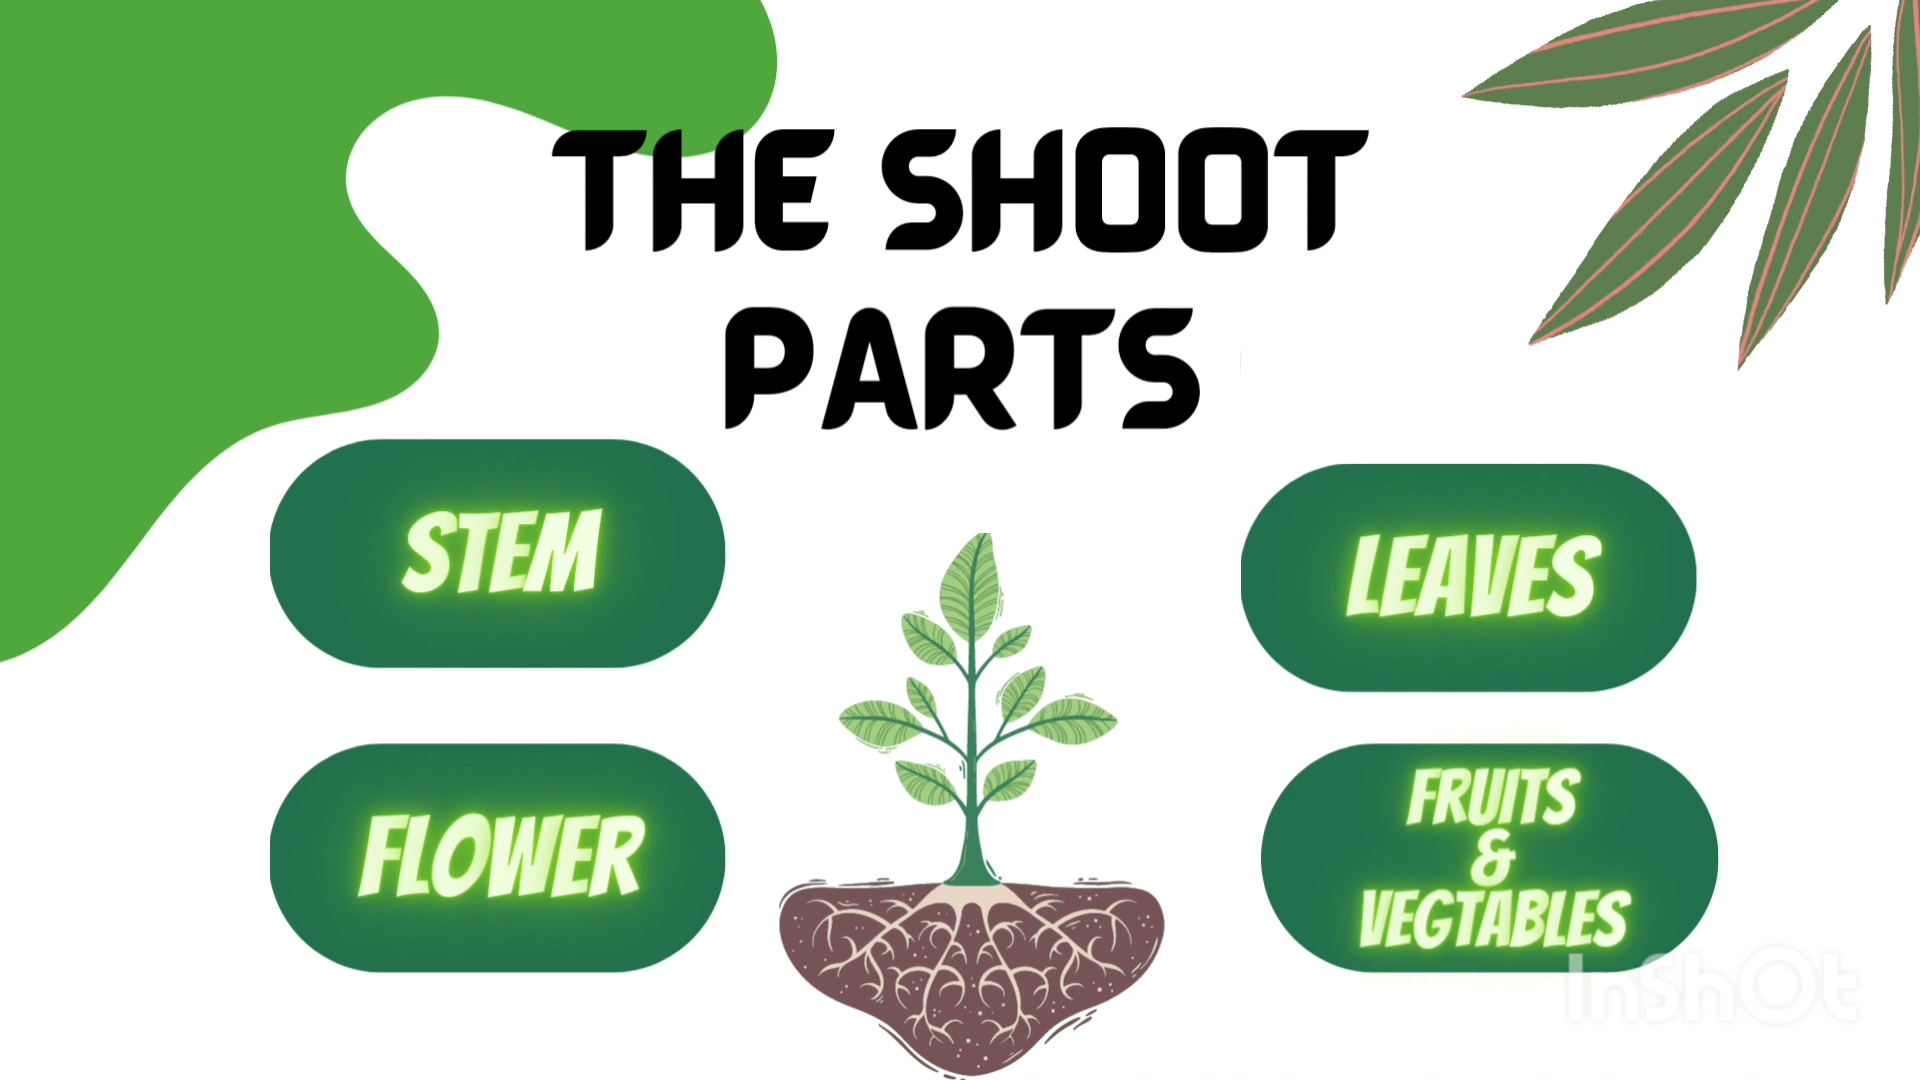 THE SHOOT
PARTS
STEM
LEAVES
FLOWER
FRUITS
&
VEGTABLES
InShOt